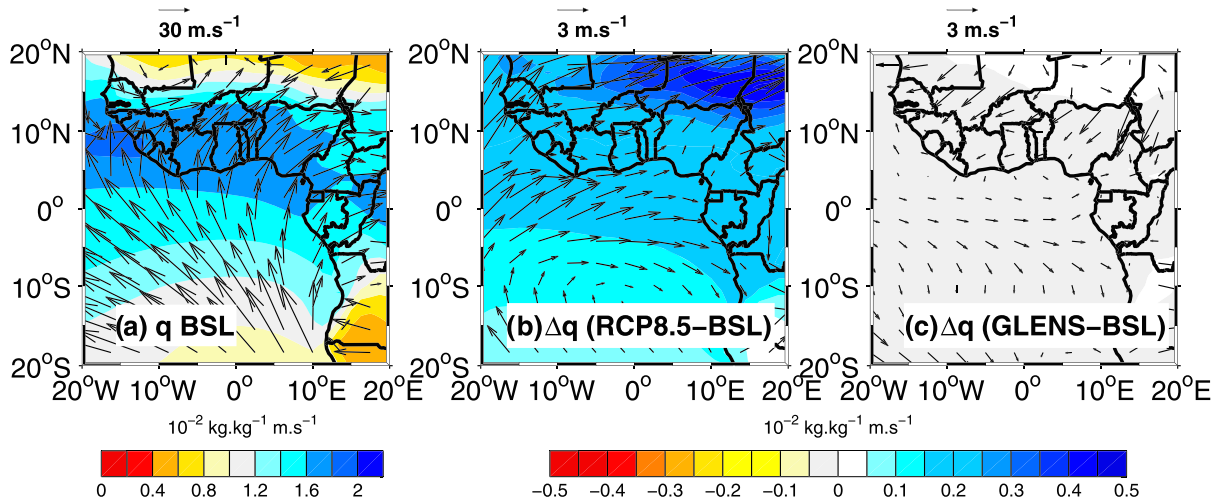 30 m.s⁻¹ 3 m.s⁻¹ 3 m.s⁻¹
20°N 20°N 20°N
10°N 10°N 10°N
0° 0° 0°
10°S 10°S 10°S
(a) q BSL (b) Δq (RCP8.5−BSL) (c) Δq (GLENS−BSL)
20°S 20°S 20°S
20°W 10°W 0° 10°E 20°E 20°W 10°W 0° 10°E 20°W 10°W 0° 10°E 20°E
10⁻² kg.kg⁻¹ m.s⁻¹ 10⁻² kg.kg⁻¹ m.s⁻¹
0 0.4 0.8 1.2 1.6 2 −0.5 −0.4 −0.3 −0.2 −0.1 0 0.1 0.2 0.3 0.4 0.5